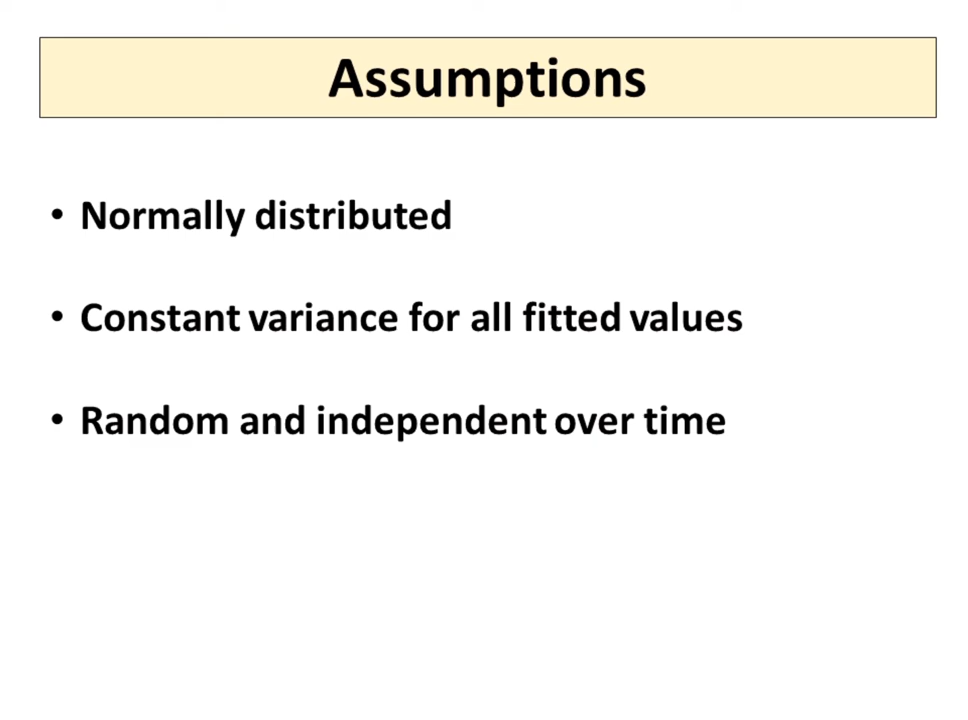 Assumptions
• Normally distributed
• Constant variance for all fitted values
• Random and independent over time